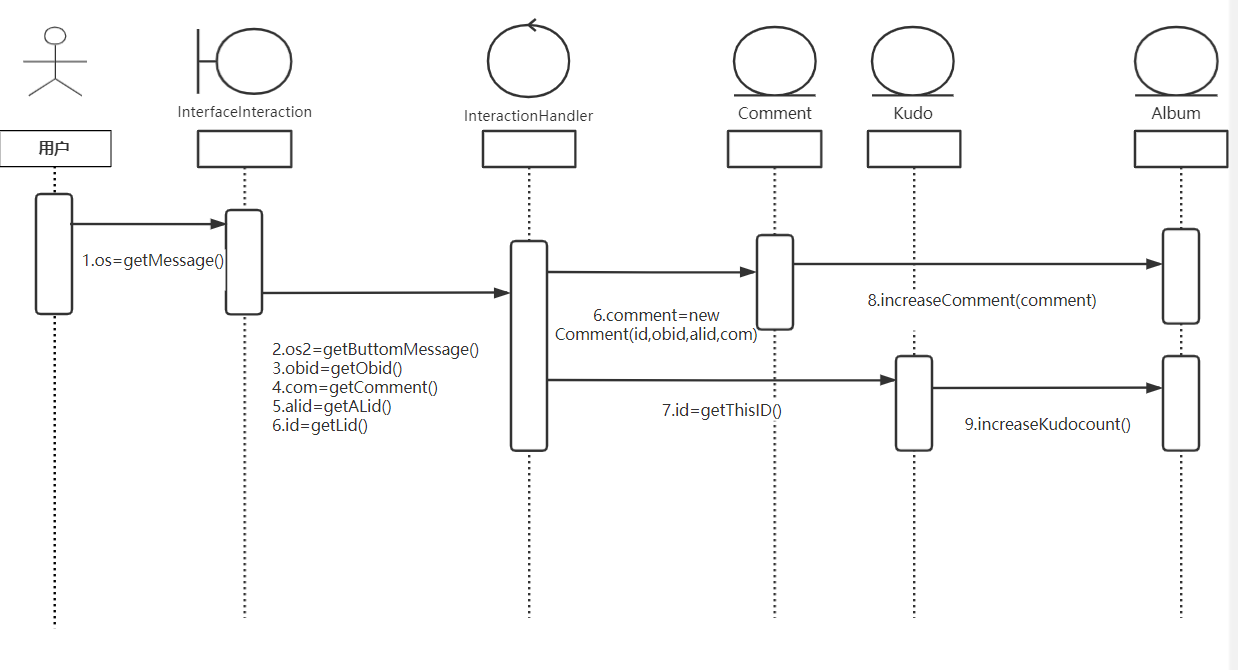 InterfaceInteraction
InteractionHandler
Comment
Kudo
Album
用户
1.os=getMessage()
2.os2=getButtomMessage()
3.obid=getObid()
4.com=getComment()
5.alid=getALid()
6.id=getLid()
6.comment=new
Comment(id,obid,alid,com)
7.id=getThisID()
8.increaseComment(comment)
9.increaseKudocount()